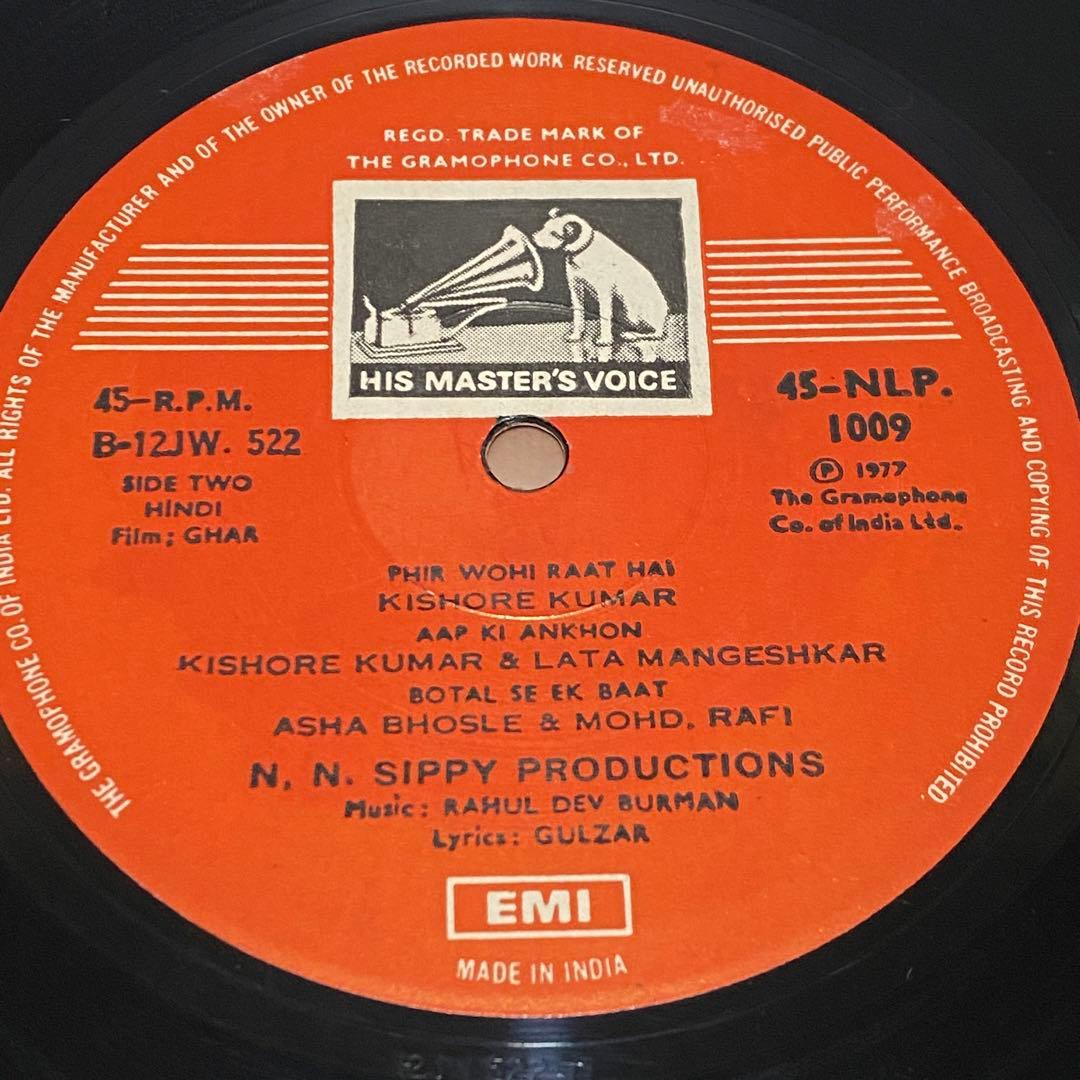 THE GRAMOPHONE CO. OF INDIA LTD. ALL RIGHTS OF THE MANUFACTURER AND OF THE OWNER OF THE RECORDED WORK RESERVED UNAUTHORISED PUBLIC PERFORMANCE BROADCASTING AND COPYING OF THIS RECORD PROHIBITED.
REGD. TRADE MARK OF
THE GRAMOPHONE CO., LTD.
HIS MASTER'S VOICE
45-R.P.M.
B-12JW. 522
SIDE TWO
HINDI
Film: GHAR
45-NLP.
1009
℗ 1977
The Gramophone
Co. of India Ltd.
PHIR WOHI RAAT HAI
KISHORE KUMAR
AAP KI ANKHON
KISHORE KUMAR & LATA MANGESHKAR
BOTAL SE EK BAAT
ASHA BHOSLE & MOHD. RAFI
N. N. SIPPY PRODUCTIONS
Music: RAHUL DEV BURMAN
Lyrics: GULZAR
EMI
MADE IN INDIA